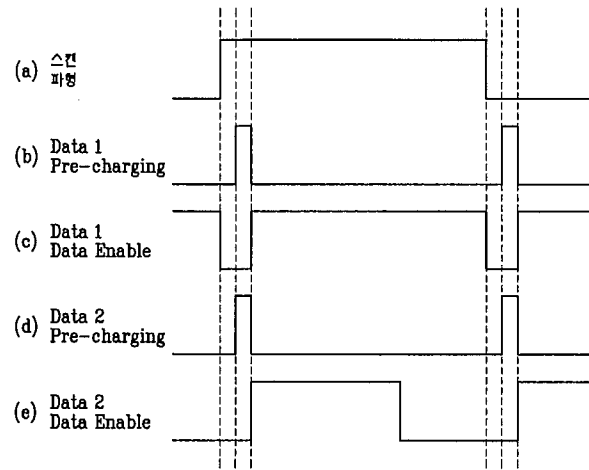 (a) 스캔
파형
(b) Data 1
Pre-charging
(c) Data 1
Data Enable
(d) Data 2
Pre-charging
(e) Data 2
Data Enable